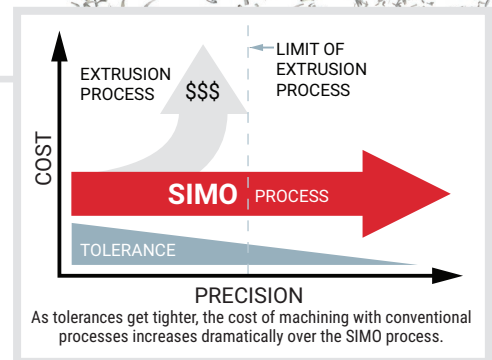 EXTRUSION
PROCESS
$$$
LIMIT OF
EXTRUSION
PROCESS
COST
SIMO PROCESS
TOLERANCE
PRECISION
As tolerances get tighter, the cost of machining with conventional
processes increases dramatically over the SIMO process.